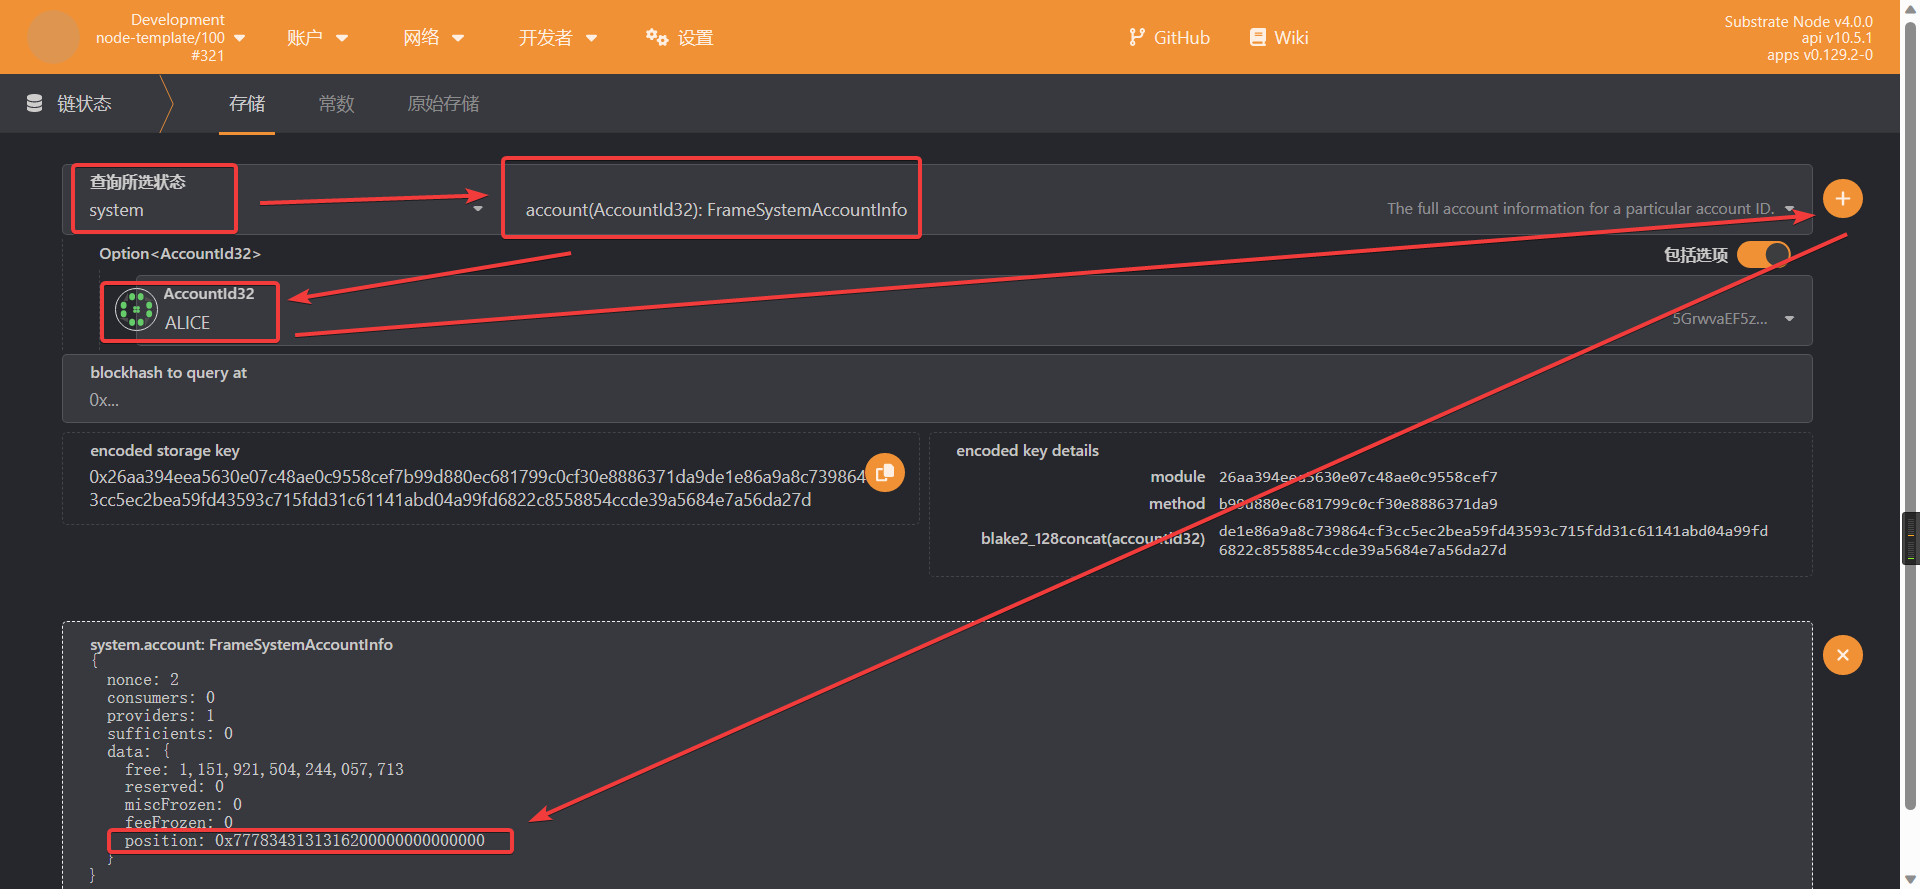 Development
node-template/100
#321
账户
网络
开发者
设置
GitHub
Wiki
Substrate Node v4.0.0
api v10.5.1
apps v0.129.2-0
链状态
存储
常数
原始存储
查询所选状态
system
account(AccountId32): FrameSystemAccountInfo
The full account information for a particular account ID.
Option<AccountId32>
包括选项
AccountId32
ALICE
5GrwvaEF5z...
blockhash to query at
0x...
encoded storage key
0x26aa394eea5630e07c48ae0c9558cef7b99d880ec681799c0cf30e8886371da9de1e86a9a8c739864
3cc5ec2bea59fd43593c715fdd31c61141abd04a99fd6822c8558854ccde39a5684e7a56da27d
encoded key details
module 26aa394eea5630e07c48ae0c9558cef7
method b99d880ec681799c0cf30e8886371da9
blake2_128concat(accountid32) de1e86a9a8c739864cf3cc5ec2bea59fd43593c715fdd31c61141abd04a99fd
6822c8558854ccde39a5684e7a56da27d
system.account: FrameSystemAccountInfo
{
nonce: 2
consumers: 0
providers: 1
sufficients: 0
data: {
free: 1,151,921,504,244,057,713
reserved: 0
miscFrozen: 0
feeFrozen: 0
position: 0x77783431313162000000000000000
}
}